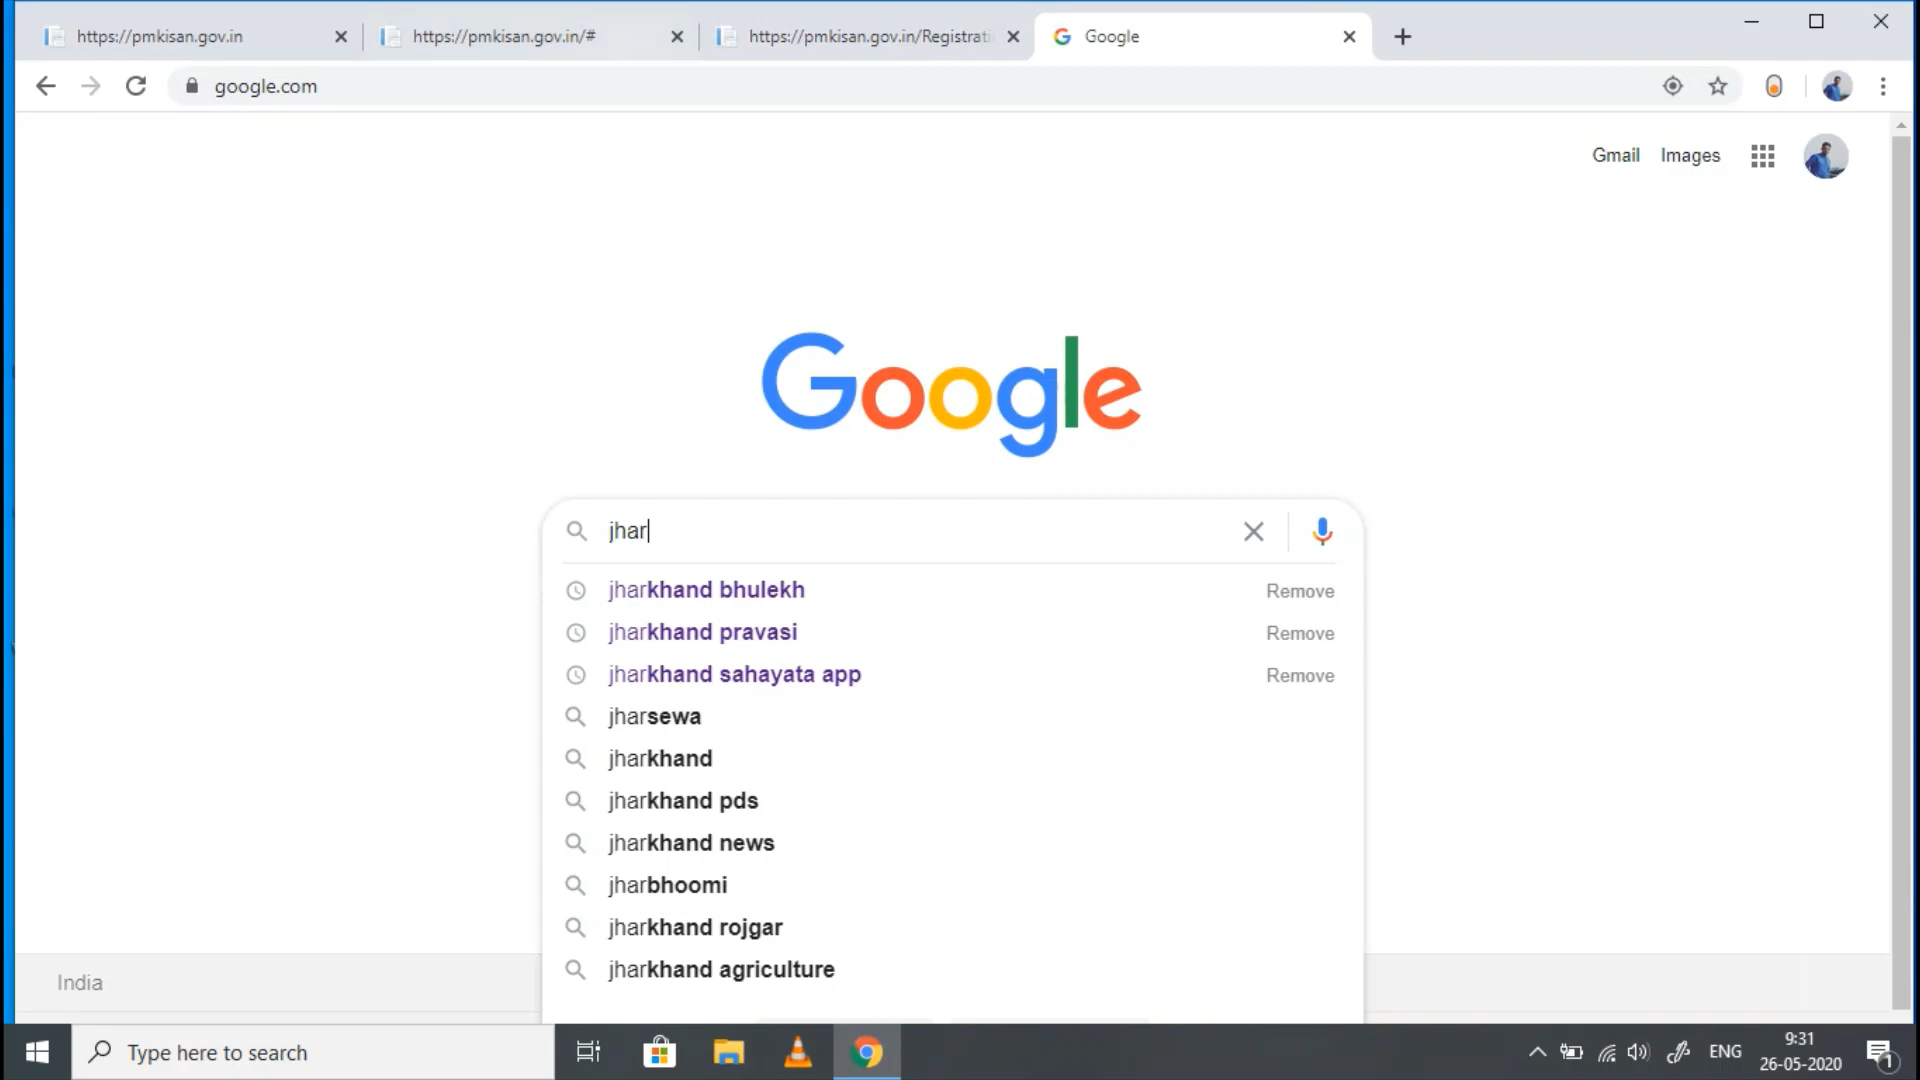 https://pmkisan.gov.in
https://pmkisan.gov.in/#
https://pmkisan.gov.in/Registrati
Google
google.com
Gmail
Images
Google
jhar
jharkhand bhulekh
Remove
jharkhand pravasi
Remove
jharkhand sahayata app
Remove
jharsewa
jharkhand
jharkhand pds
jharkhand news
jharbhoomi
jharkhand rojgar
jharkhand agriculture
India
Type here to search
ENG
9:31
26-05-2020
1